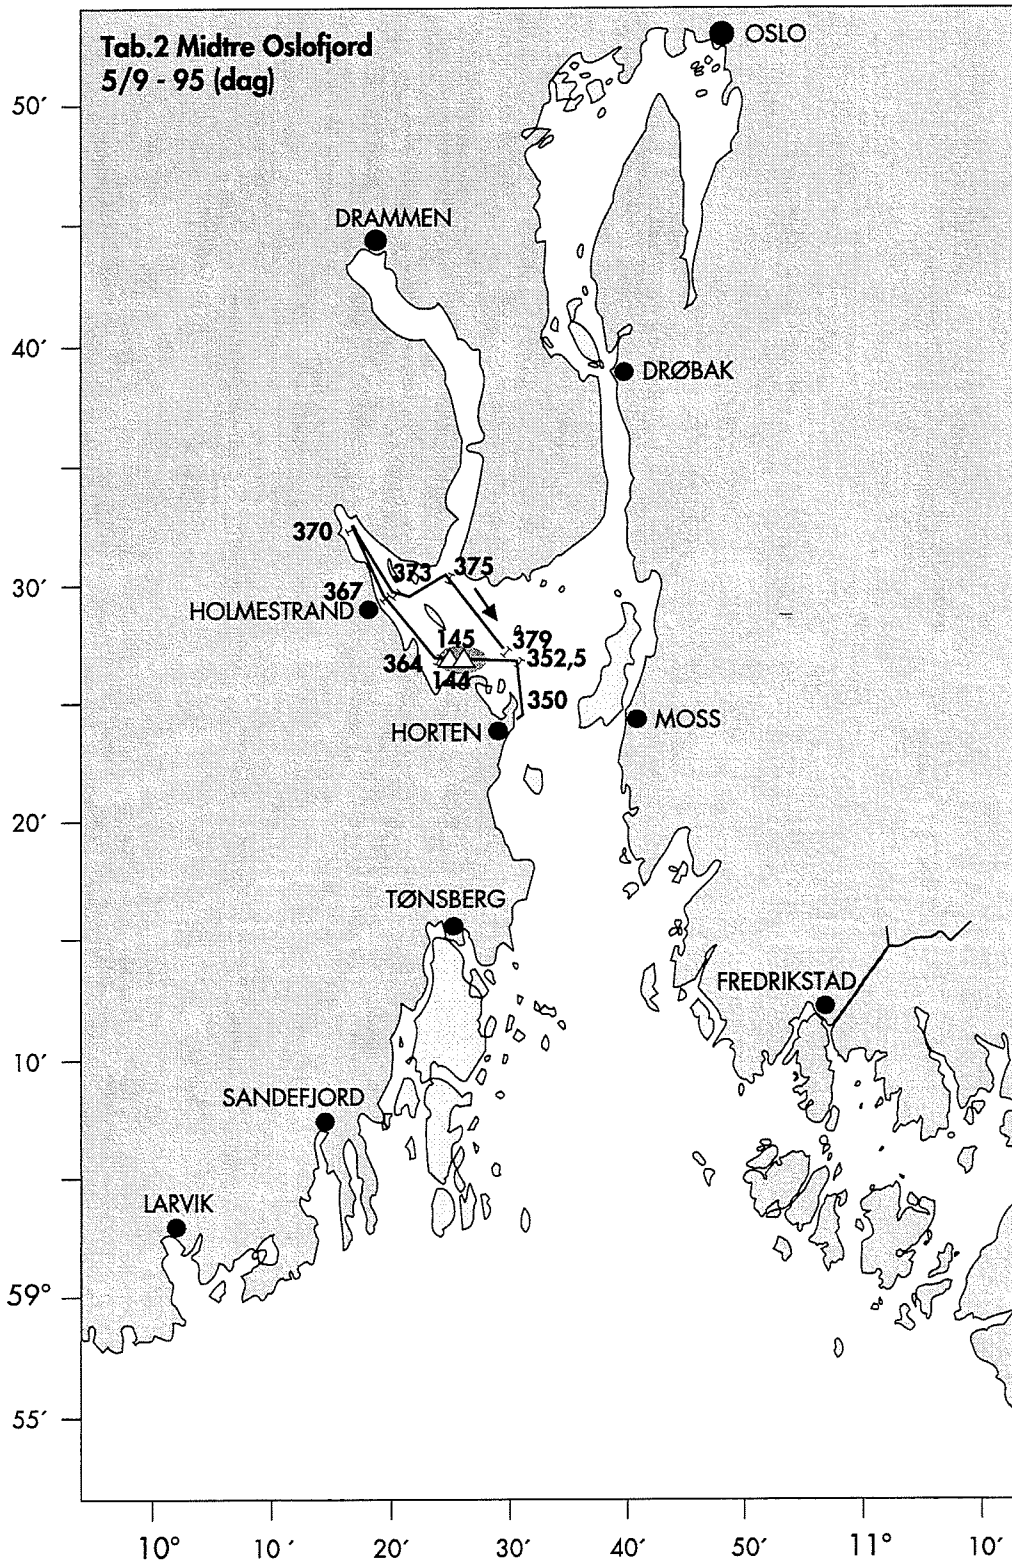 Tab.2 Midtre Oslofjord
5/9 - 95 (dag)
OSLO
50´
DRAMMEN
40´
DRØBAK
370
373
375
30´
367
HOLMESTRAND
145
379
364
352,5
144
350
HORTEN
MOSS
20´
TØNSBERG
FREDRIKSTAD
10´
SANDEFJORD
LARVIK
59°
55´
10° 10´ 20´ 30´ 40´ 50´ 11° 10´